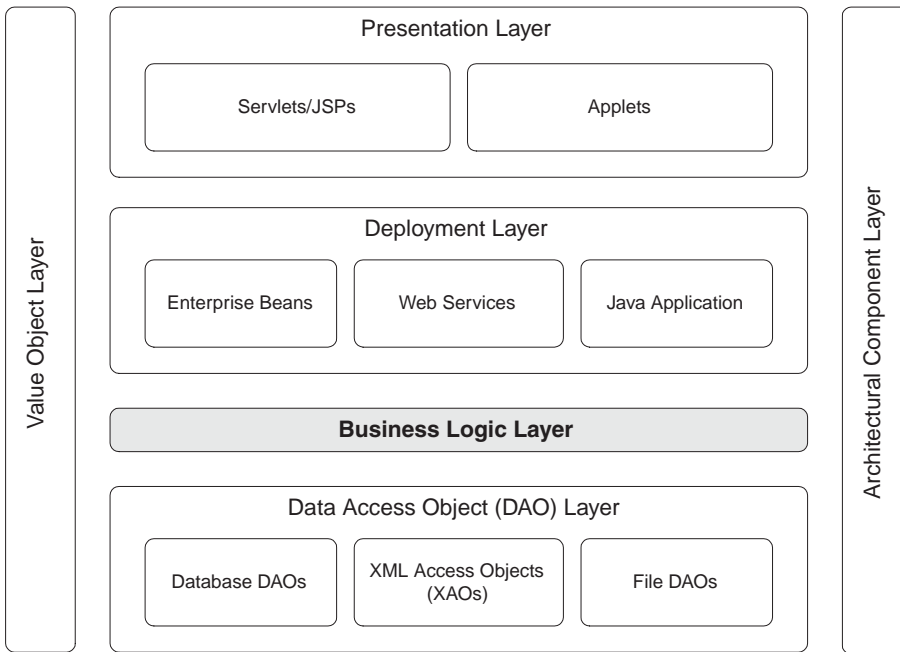 Presentation Layer
Servlets/JSPs
Applets
Deployment Layer
Enterprise Beans
Web Services
Java Application
Business Logic Layer
Data Access Object (DAO) Layer
Database DAOs
XML Access Objects
(XAOs)
File DAOs
Value Object Layer
Architectural Component Layer